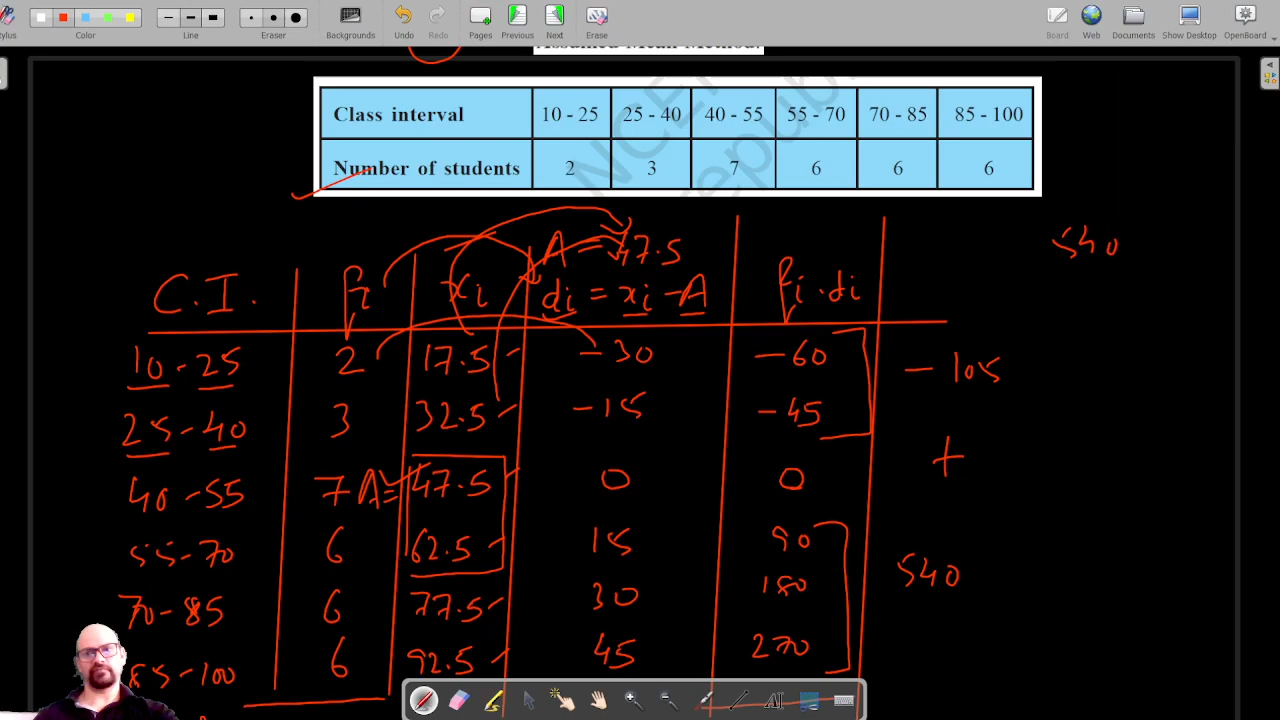 Stylus Color Line Eraser Backgrounds Undo Redo Pages Previous Next Erase Board Web Documents Show Desktop OpenBoard
Assumed Mean Method.
Class interval 10 - 25 25 - 40 40 - 55 55 - 70 70 - 85 85 - 100
Number of students 2 3 7 6 6 6
A = 47.5 540
C.I. fi xi di = xi - A fi . di
10 - 25 2 17.5 - 30 - 60 - 105
25 - 40 3 32.5 - 15 - 45
+
40 - 55 7 A= 47.5 0 0
55 - 70 6 62.5 15 90 540
70 - 85 6 77.5 30 180
85 - 100 6 92.5 45 270